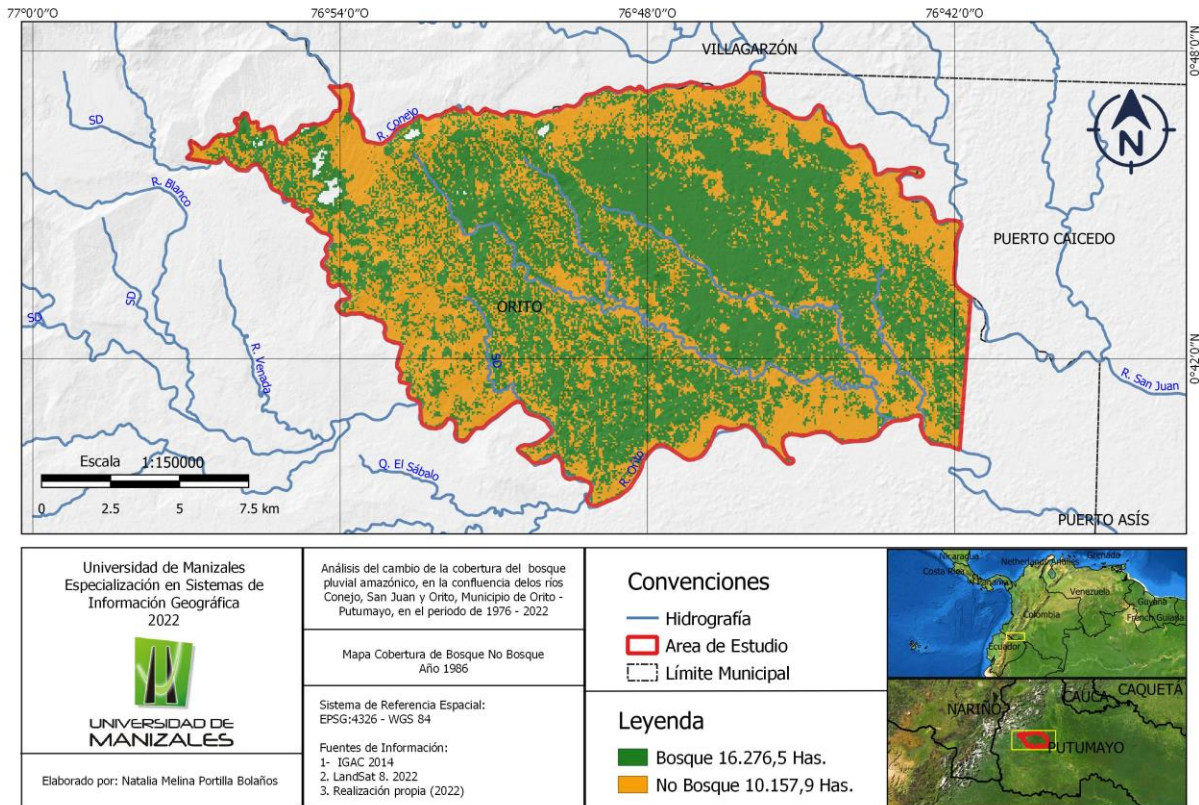 77°0'0"O
76°54'0"O
76°48'0"O
76°42'0"O
0°48'0"N
0°42'0"N
VILLAGARZÓN
N
SD
R. Conejo
R. Blanco
PUERTO CAICEDO
SD
SD
ORITO
SD
R. Venada
R. San Juan
R. Orito
Q. El Sábalo
Escala 1:150000
0 2.5 5 7.5 km
PUERTO ASÍS
Universidad de Manizales
Especialización en Sistemas de
Información Geográfica
2022
UNIVERSIDAD DE
MANIZALES
Elaborado por: Natalia Melina Portilla Bolaños
Análisis del cambio de la cobertura del bosque
pluvial amazónico, en la confluencia delos ríos
Conejo, San Juan y Orito, Municipio de Orito -
Putumayo, en el periodo de 1976 - 2022
Mapa Cobertura de Bosque No Bosque
Año 1986
Sistema de Referencia Espacial:
EPSG:4326 - WGS 84
Fuentes de Información:
1- IGAC 2014
2. LandSat 8. 2022
3. Realización propia (2022)
Convenciones
Hidrografía
Area de Estudio
Límite Municipal
Leyenda
Bosque 16.276,5 Has.
No Bosque 10.157,9 Has.
Nicaragua
Netherlands Antilles
Grenada
Costa Rica
Panama
Venezuela
Guyana
Colombia
French Guiana
Ecuador
CAUCA
CAQUETÁ
NARIÑO
PUTUMAYO